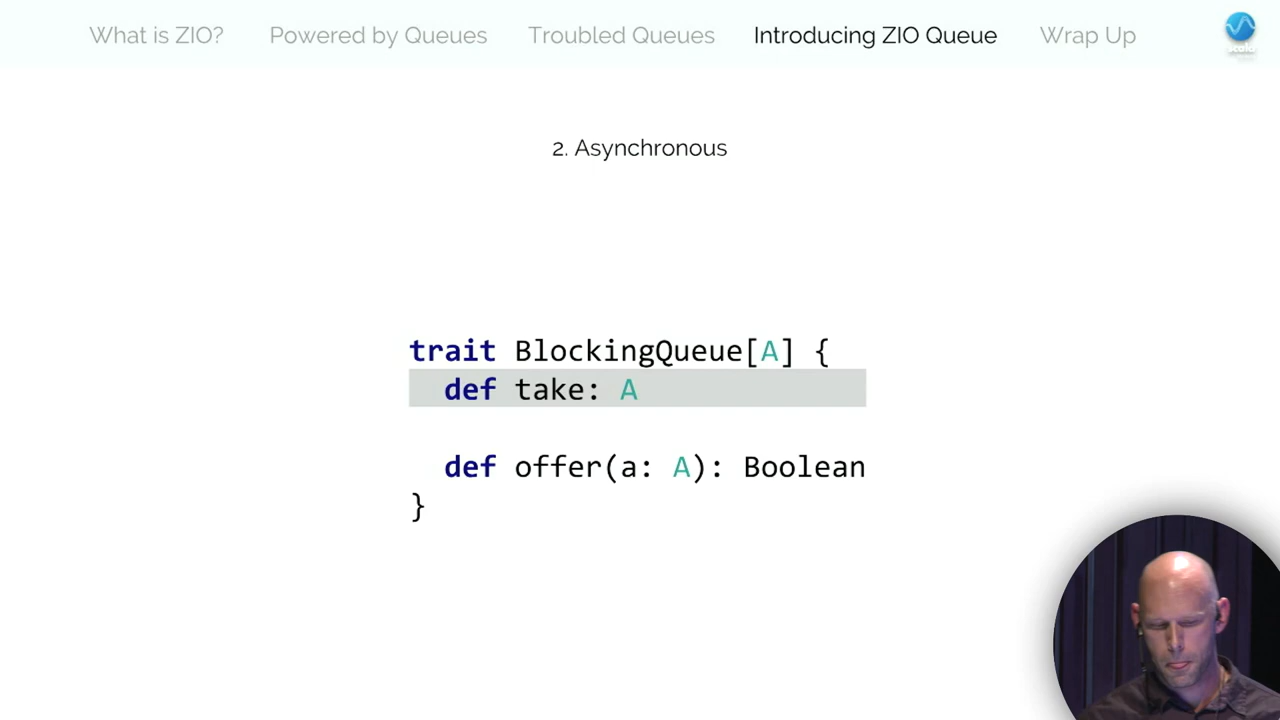 What is ZIO? Powered by Queues Troubled Queues Introducing ZIO Queue Wrap Up
scala
2. Asynchronous
trait BlockingQueue[A] {
def take: A
def offer(a: A): Boolean
}